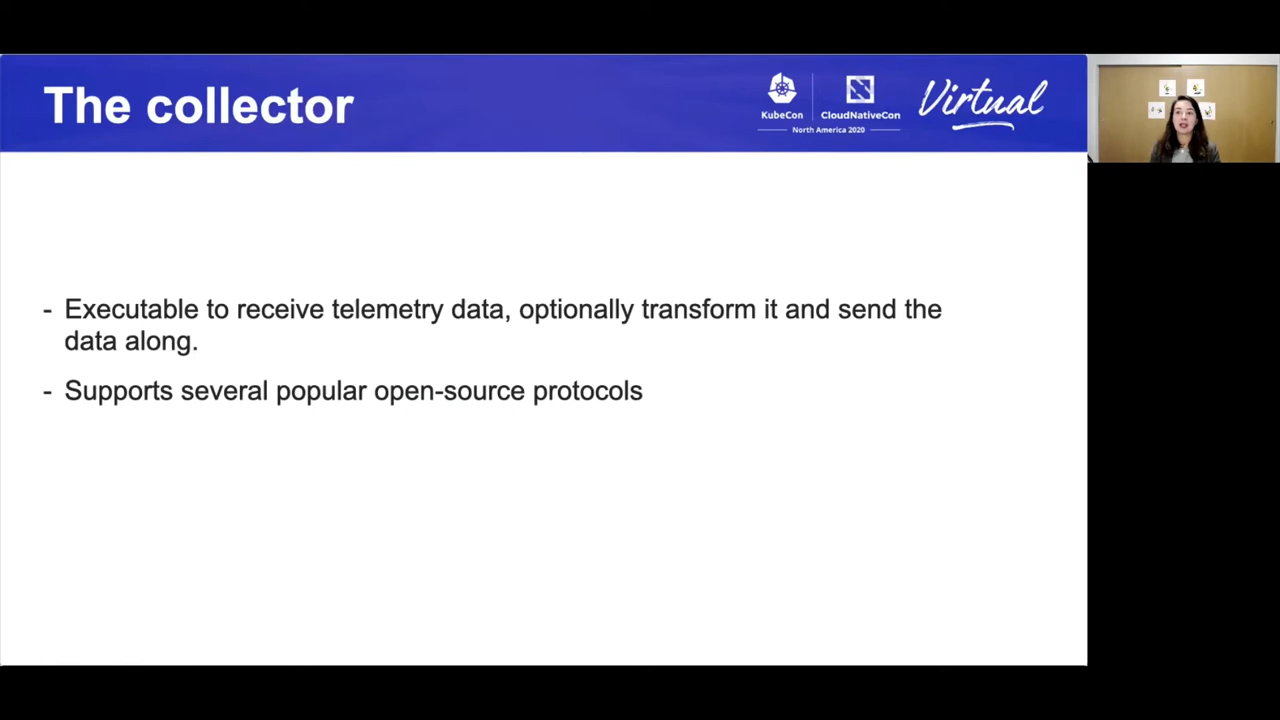 The collector
KubeCon
CloudNativeCon
North America 2020
Virtual
- Executable to receive telemetry data, optionally transform it and send the
data along.
- Supports several popular open-source protocols